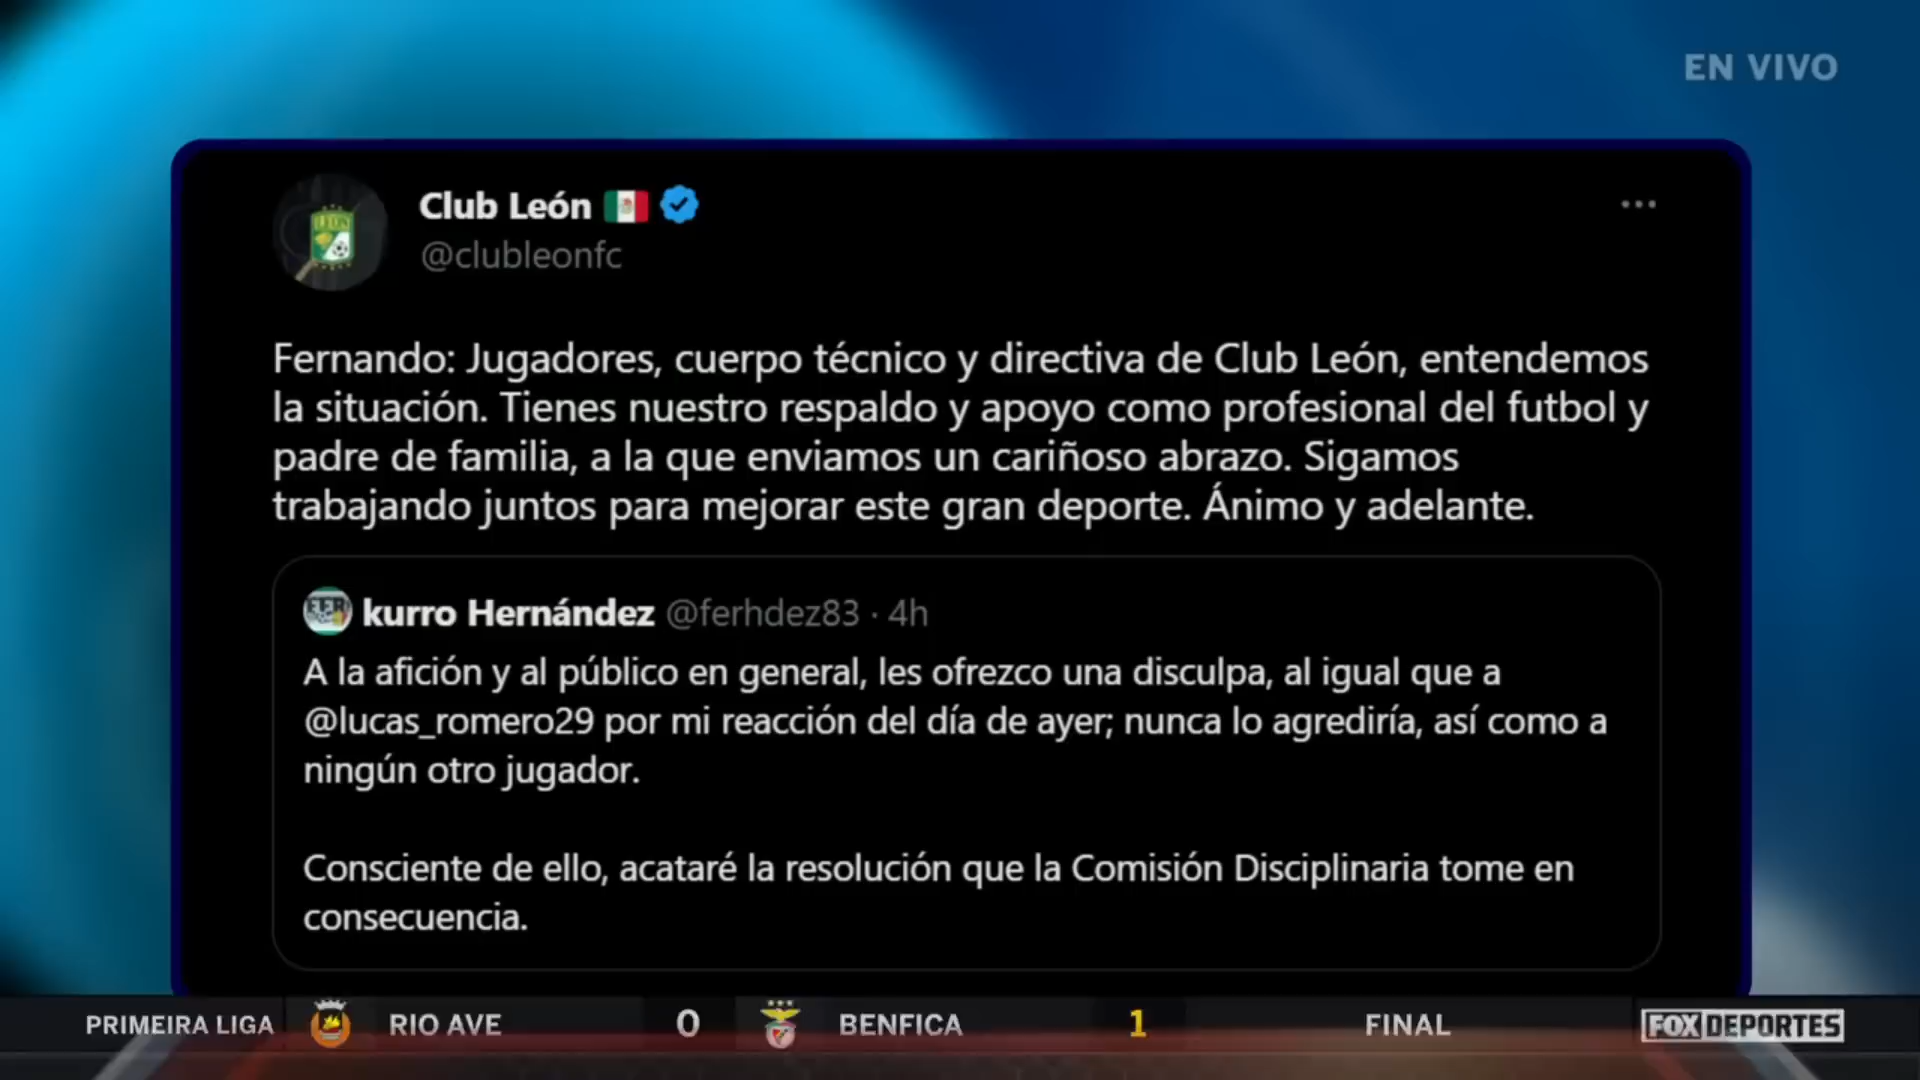 EN VIVO
Club León
@clubleonfc
Fernando: Jugadores, cuerpo técnico y directiva de Club León, entendemos
la situación. Tienes nuestro respaldo y apoyo como profesional del futbol y
padre de familia, a la que enviamos un cariñoso abrazo. Sigamos
trabajando juntos para mejorar este gran deporte. Ánimo y adelante.
kurro Hernández @ferhdez83 · 4h
A la afición y al público en general, les ofrezco una disculpa, al igual que a
@lucas_romero29 por mi reacción del día de ayer; nunca lo agrediría, así como a
ningún otro jugador.
Consciente de ello, acataré la resolución que la Comisión Disciplinaria tome en
consecuencia.
PRIMEIRA LIGA RIO AVE 0 BENFICA 1 FINAL FOX DEPORTES